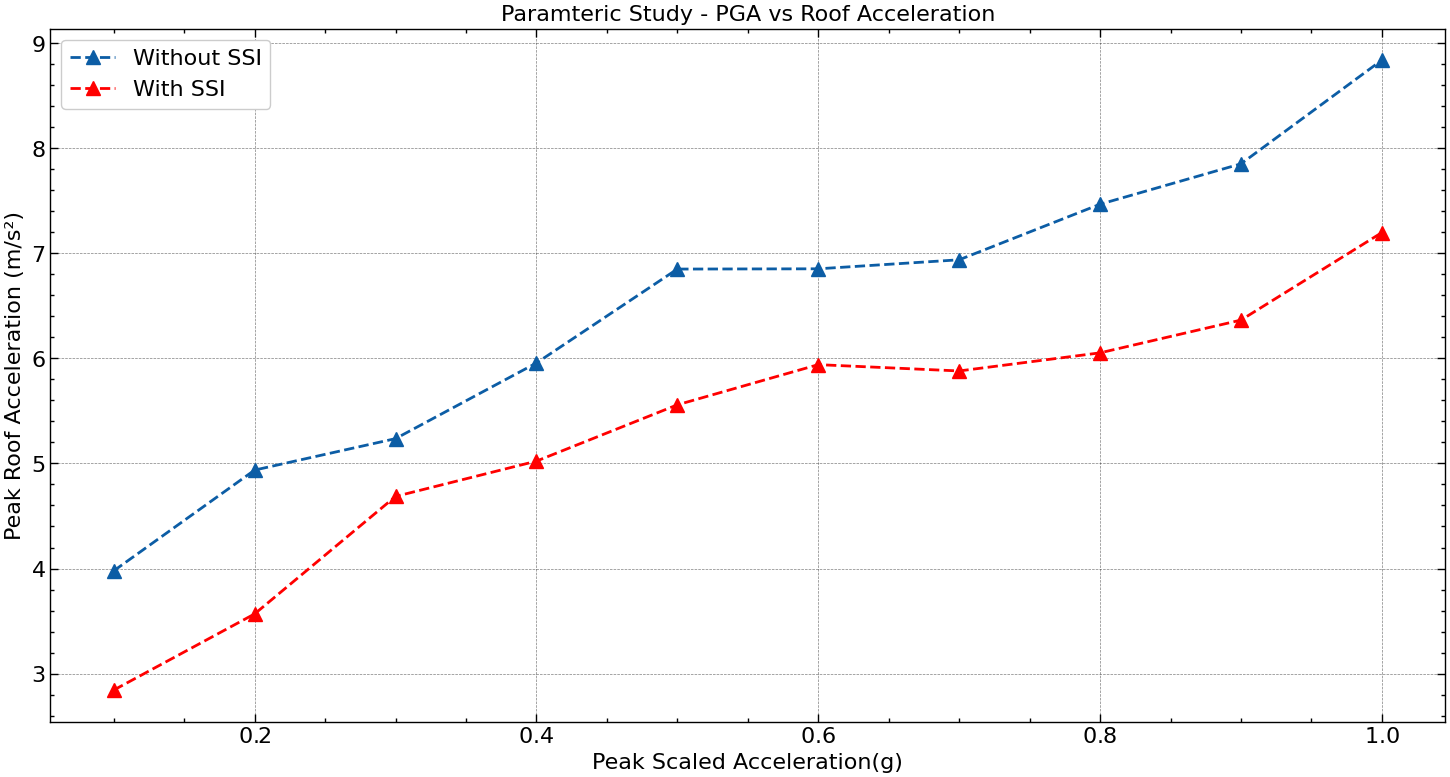 Paramteric Study - PGA vs Roof Acceleration
Without SSI
With SSI
Peak Roof Acceleration (m/s²)
9
8
7
6
5
4
3
0.2
0.4
0.6
0.8
1.0
Peak Scaled Acceleration(g)